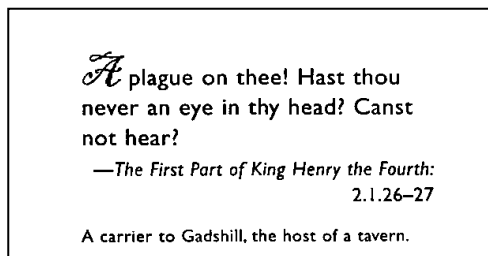 A plague on thee! Hast thou
never an eye in thy head? Canst
not hear?
—The First Part of King Henry the Fourth:
2.1.26–27
A carrier to Gadshill, the host of a tavern.